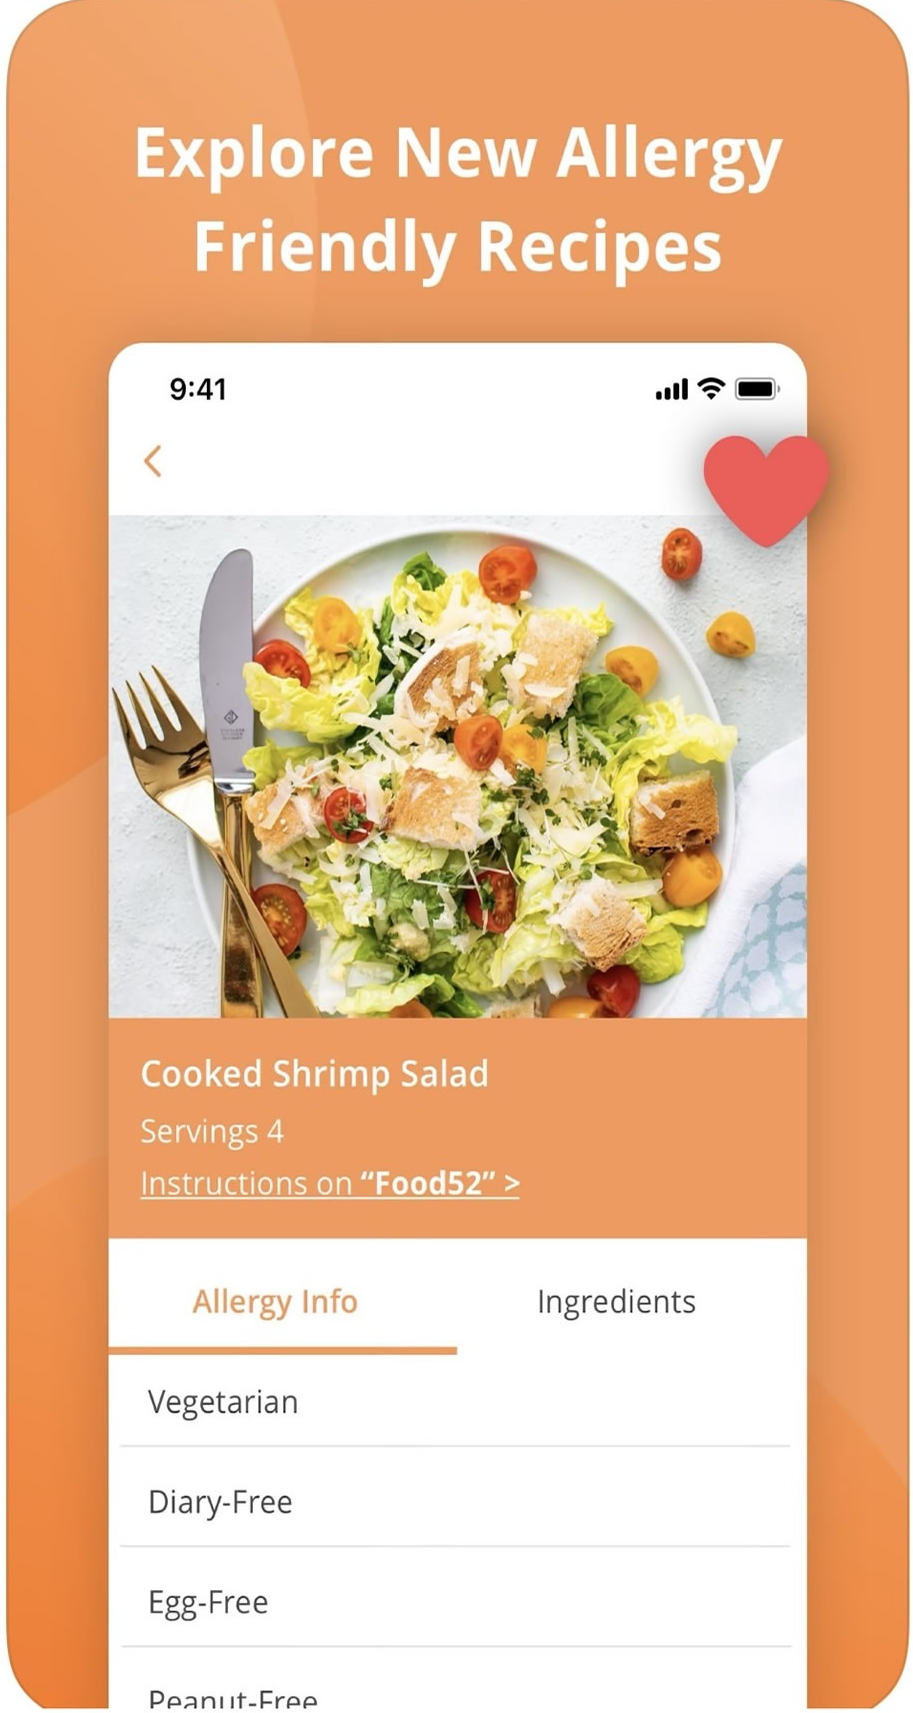 Explore New Allergy
Friendly Recipes
9:41
Cooked Shrimp Salad
Servings 4
Instructions on “Food52” >
Allergy Info
Ingredients
Vegetarian
Diary-Free
Egg-Free
Peanut-Free